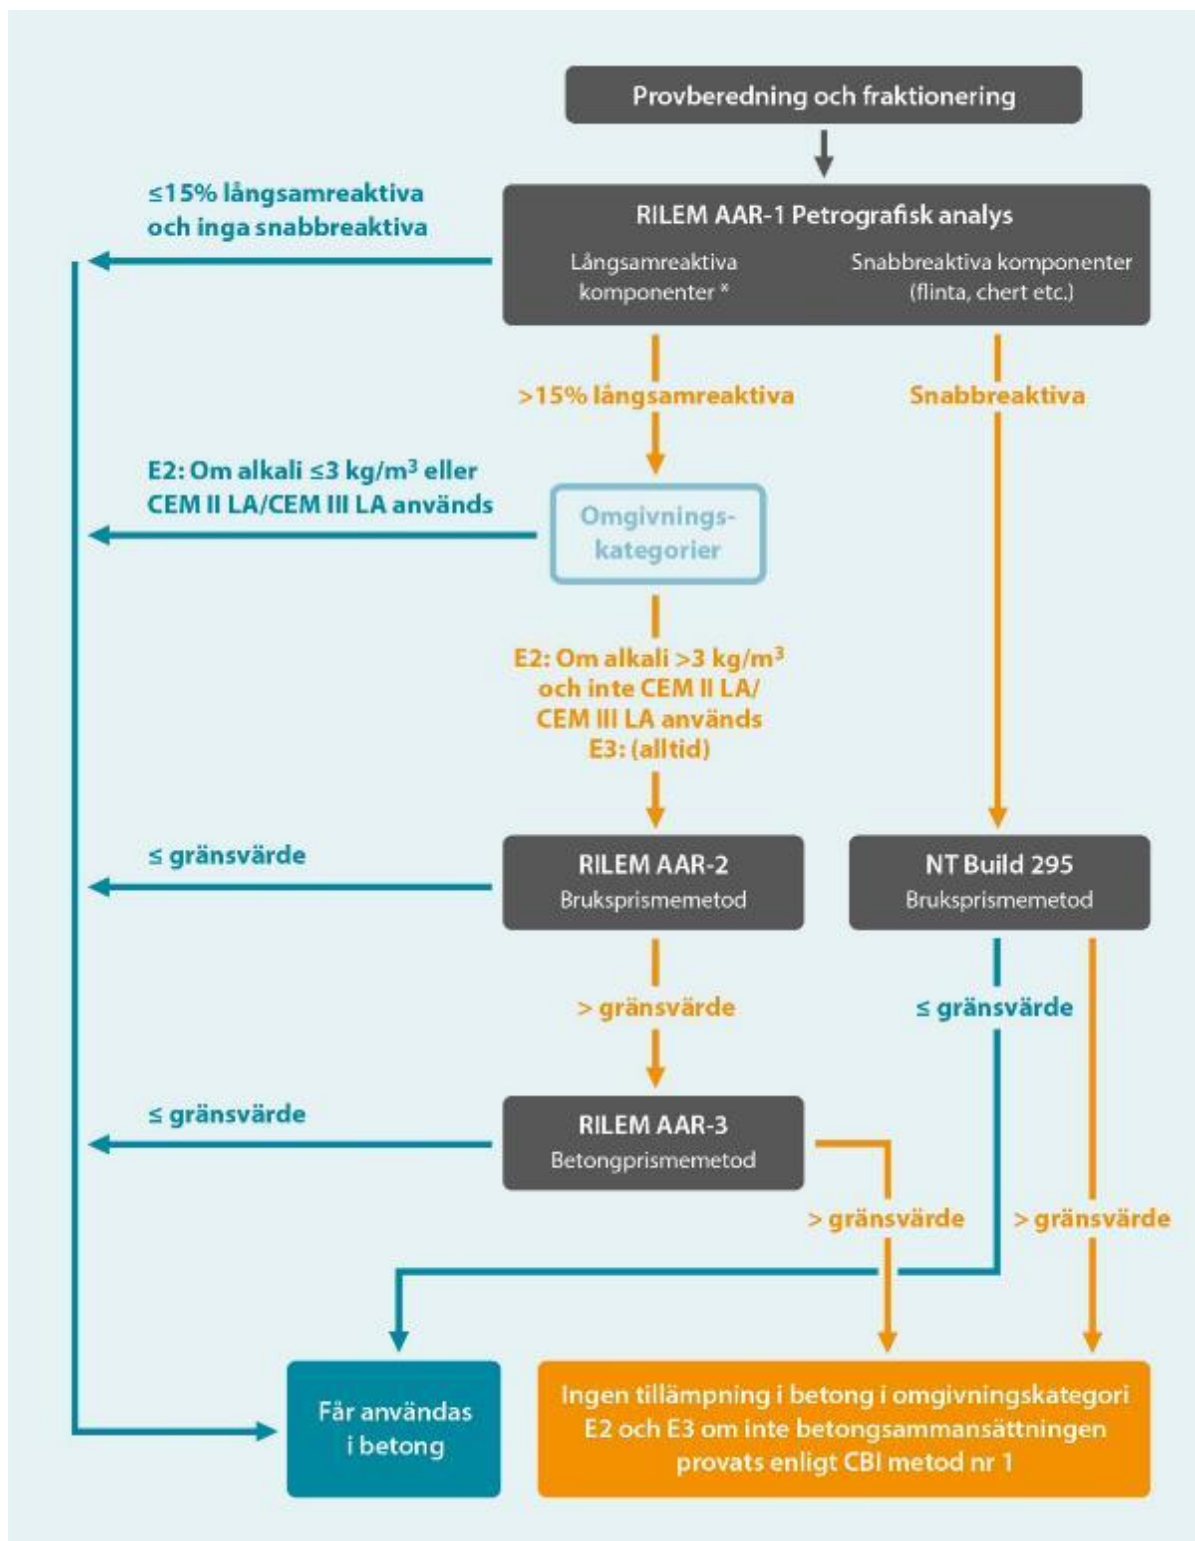 Provberedning och fraktionering
≤15% långsamreaktiva
och inga snabbreaktiva
RILEM AAR-1 Petrografisk analys
Långsamreaktiva
komponenter *
Snabbreaktiva komponenter
(flinta, chert etc.)
>15% långsamreaktiva
Snabbreaktiva
E2: Om alkali ≤3 kg/m³ eller
CEM II LA/CEM III LA används
Omgivnings-
kategorier
E2: Om alkali >3 kg/m³
och inte CEM II LA/
CEM III LA används
E3: (alltid)
≤ gränsvärde
RILEM AAR-2
Bruksprismemetod
NT Build 295
Bruksprismemetod
> gränsvärde
≤ gränsvärde
≤ gränsvärde
RILEM AAR-3
Betongprismemetod
> gränsvärde
> gränsvärde
Får användas
i betong
Ingen tillämpning i betong i omgivningskategori
E2 och E3 om inte betongsammansättningen
provats enligt CBI metod nr 1